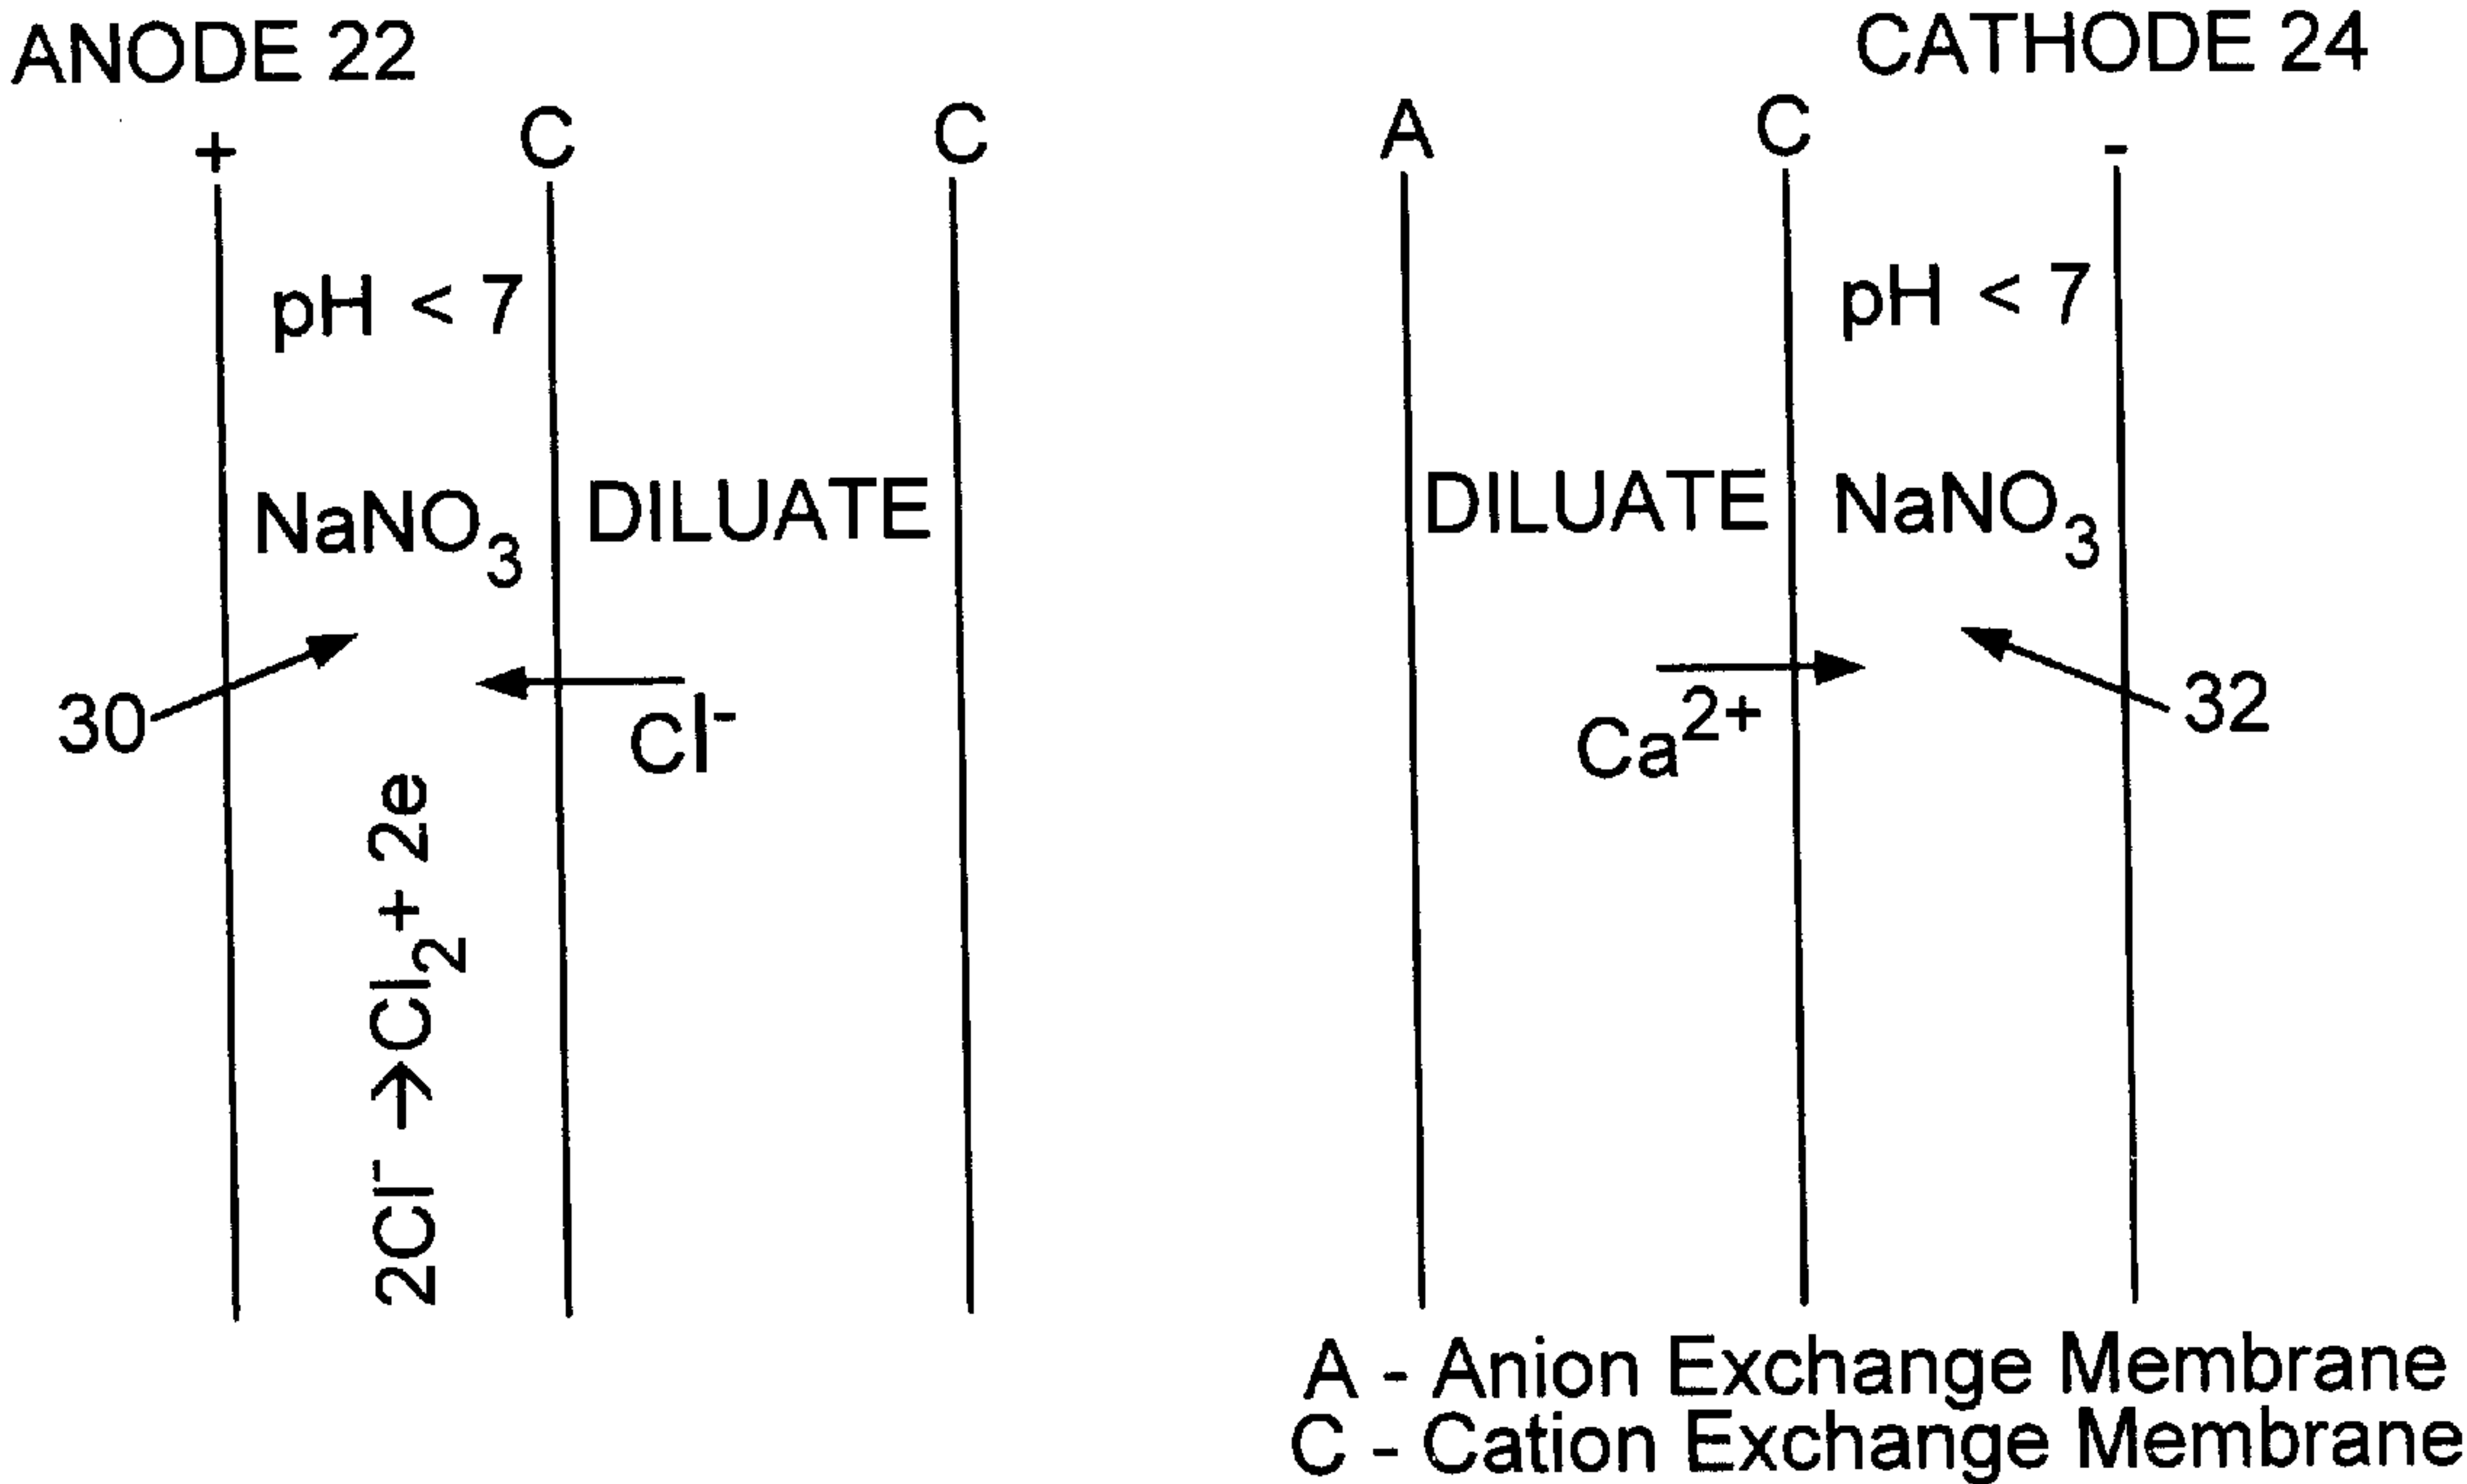 ANODE 22
CATHODE 24
+
C
C
A
C
-
pH < 7
pH < 7
NaNO3
DILUATE
DILUATE
NaNO3
30
Cl-
Ca2+
32
2Cl- →Cl2+ 2e
A - Anion Exchange Membrane
C - Cation Exchange Membrane